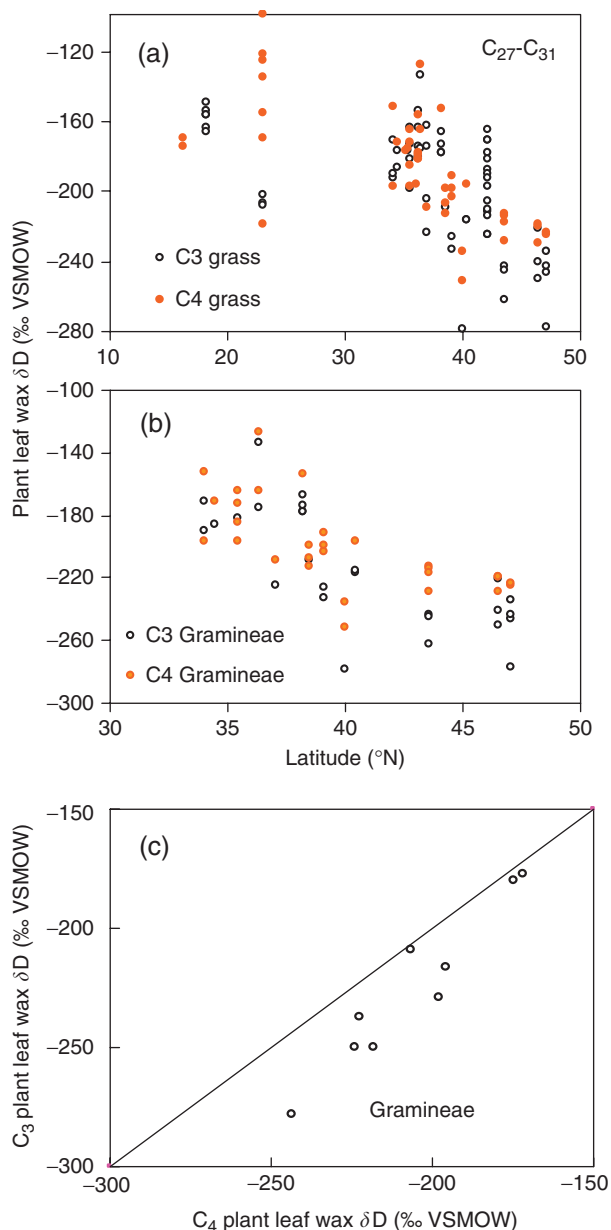 (a)
C27-C31
−120
−160
−200
−240
−280
C3 grass
C4 grass
10
20
30
40
50
Plant leaf wax δD (‰ VSMOW)
−100
−140
−180
−220
−260
−300
(b)
C3 Gramineae
C4 Gramineae
30
35
40
45
50
Latitude (°N)
−150
−200
−250
−300
(c)
Gramineae
C3 plant leaf wax δD (‰ VSMOW)
−300
−250
−200
−150
C4 plant leaf wax δD (‰ VSMOW)